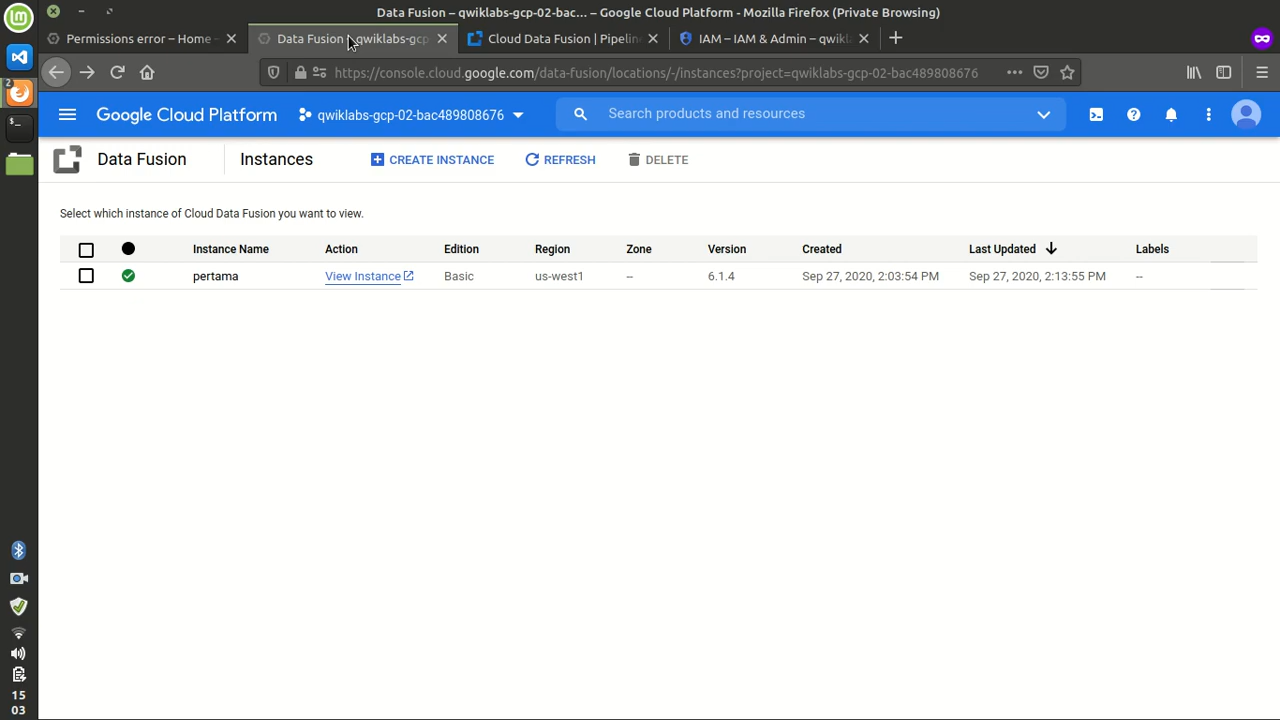 Data Fusion – qwiklabs-gcp-02-bac... – Google Cloud Platform - Mozilla Firefox (Private Browsing)
Permissions error – Home –
Data Fusion – qwiklabs-gcp
Cloud Data Fusion | Pipelin
IAM – IAM & Admin – qwikla
https://console.cloud.google.com/data-fusion/locations/-/instances?project=qwiklabs-gcp-02-bac489808676
Google Cloud Platform
qwiklabs-gcp-02-bac489808676
Search products and resources
Data Fusion
Instances
CREATE INSTANCE
REFRESH
DELETE
Select which instance of Cloud Data Fusion you want to view.
Instance Name Action Edition Region Zone Version Created Last Updated Labels
pertama View Instance Basic us-west1 -- 6.1.4 Sep 27, 2020, 2:03:54 PM Sep 27, 2020, 2:13:55 PM --
2
$_
15
03